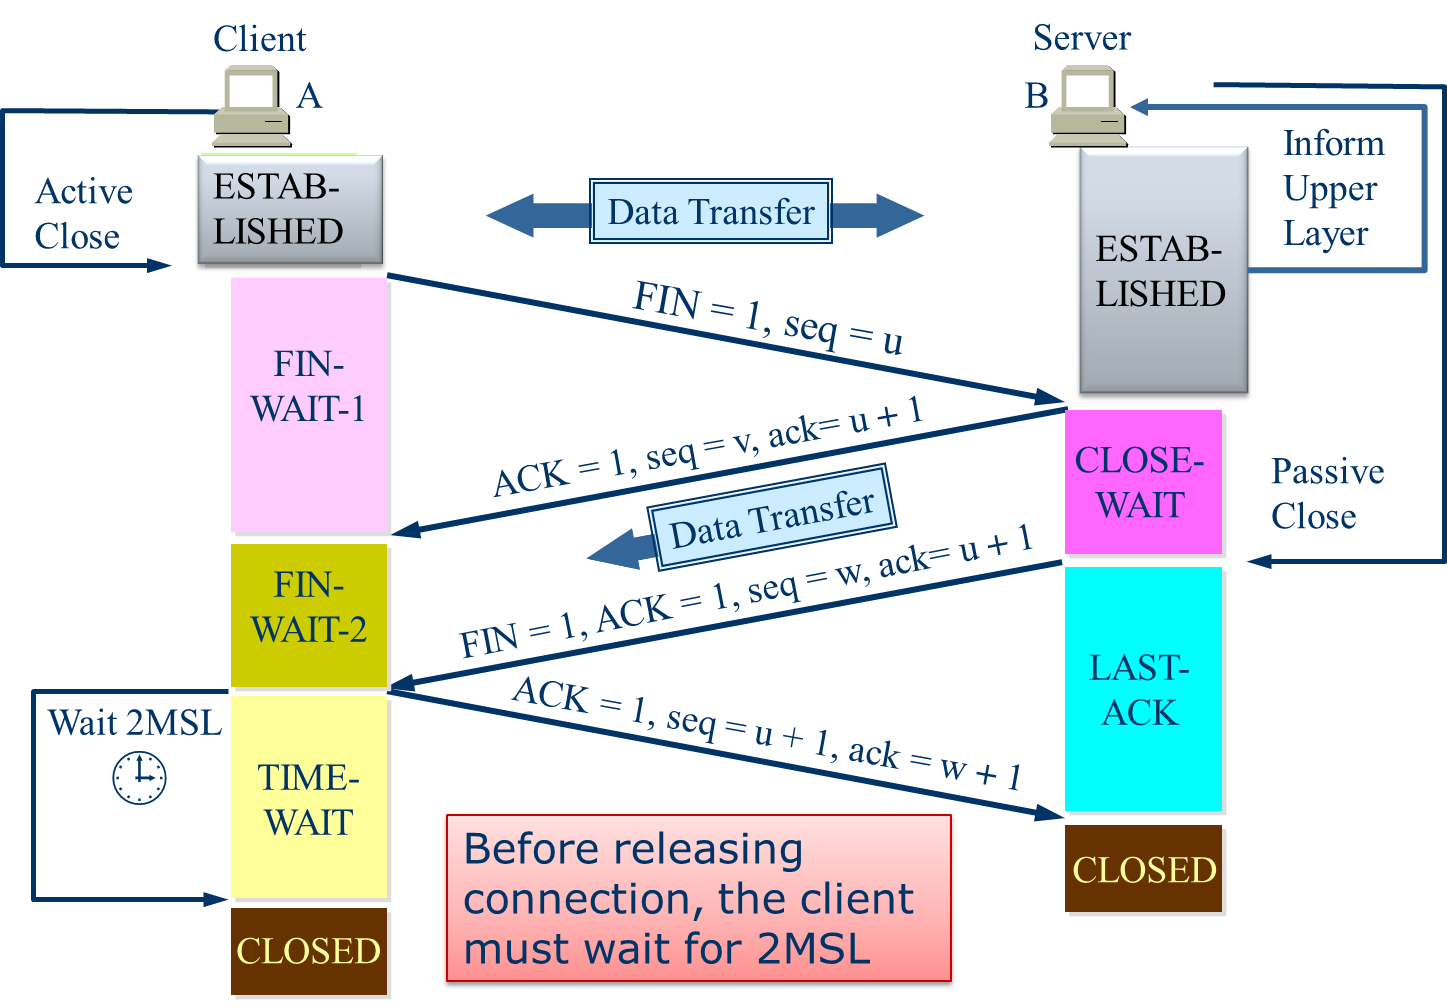 Client
Server
A
B
Active
Close
ESTAB-
LISHED
Data Transfer
Inform
Upper
Layer
ESTAB-
LISHED
FIN = 1, seq = u
FIN-
WAIT-1
ACK = 1, seq = v, ack= u + 1
CLOSE-
WAIT
Passive
Close
Data Transfer
FIN-
WAIT-2
FIN = 1, ACK = 1, seq = w, ack= u + 1
LAST-
ACK
ACK = 1, seq = u + 1, ack = w + 1
Wait 2MSL
TIME-
WAIT
Before releasing
connection, the client
must wait for 2MSL
CLOSED
CLOSED